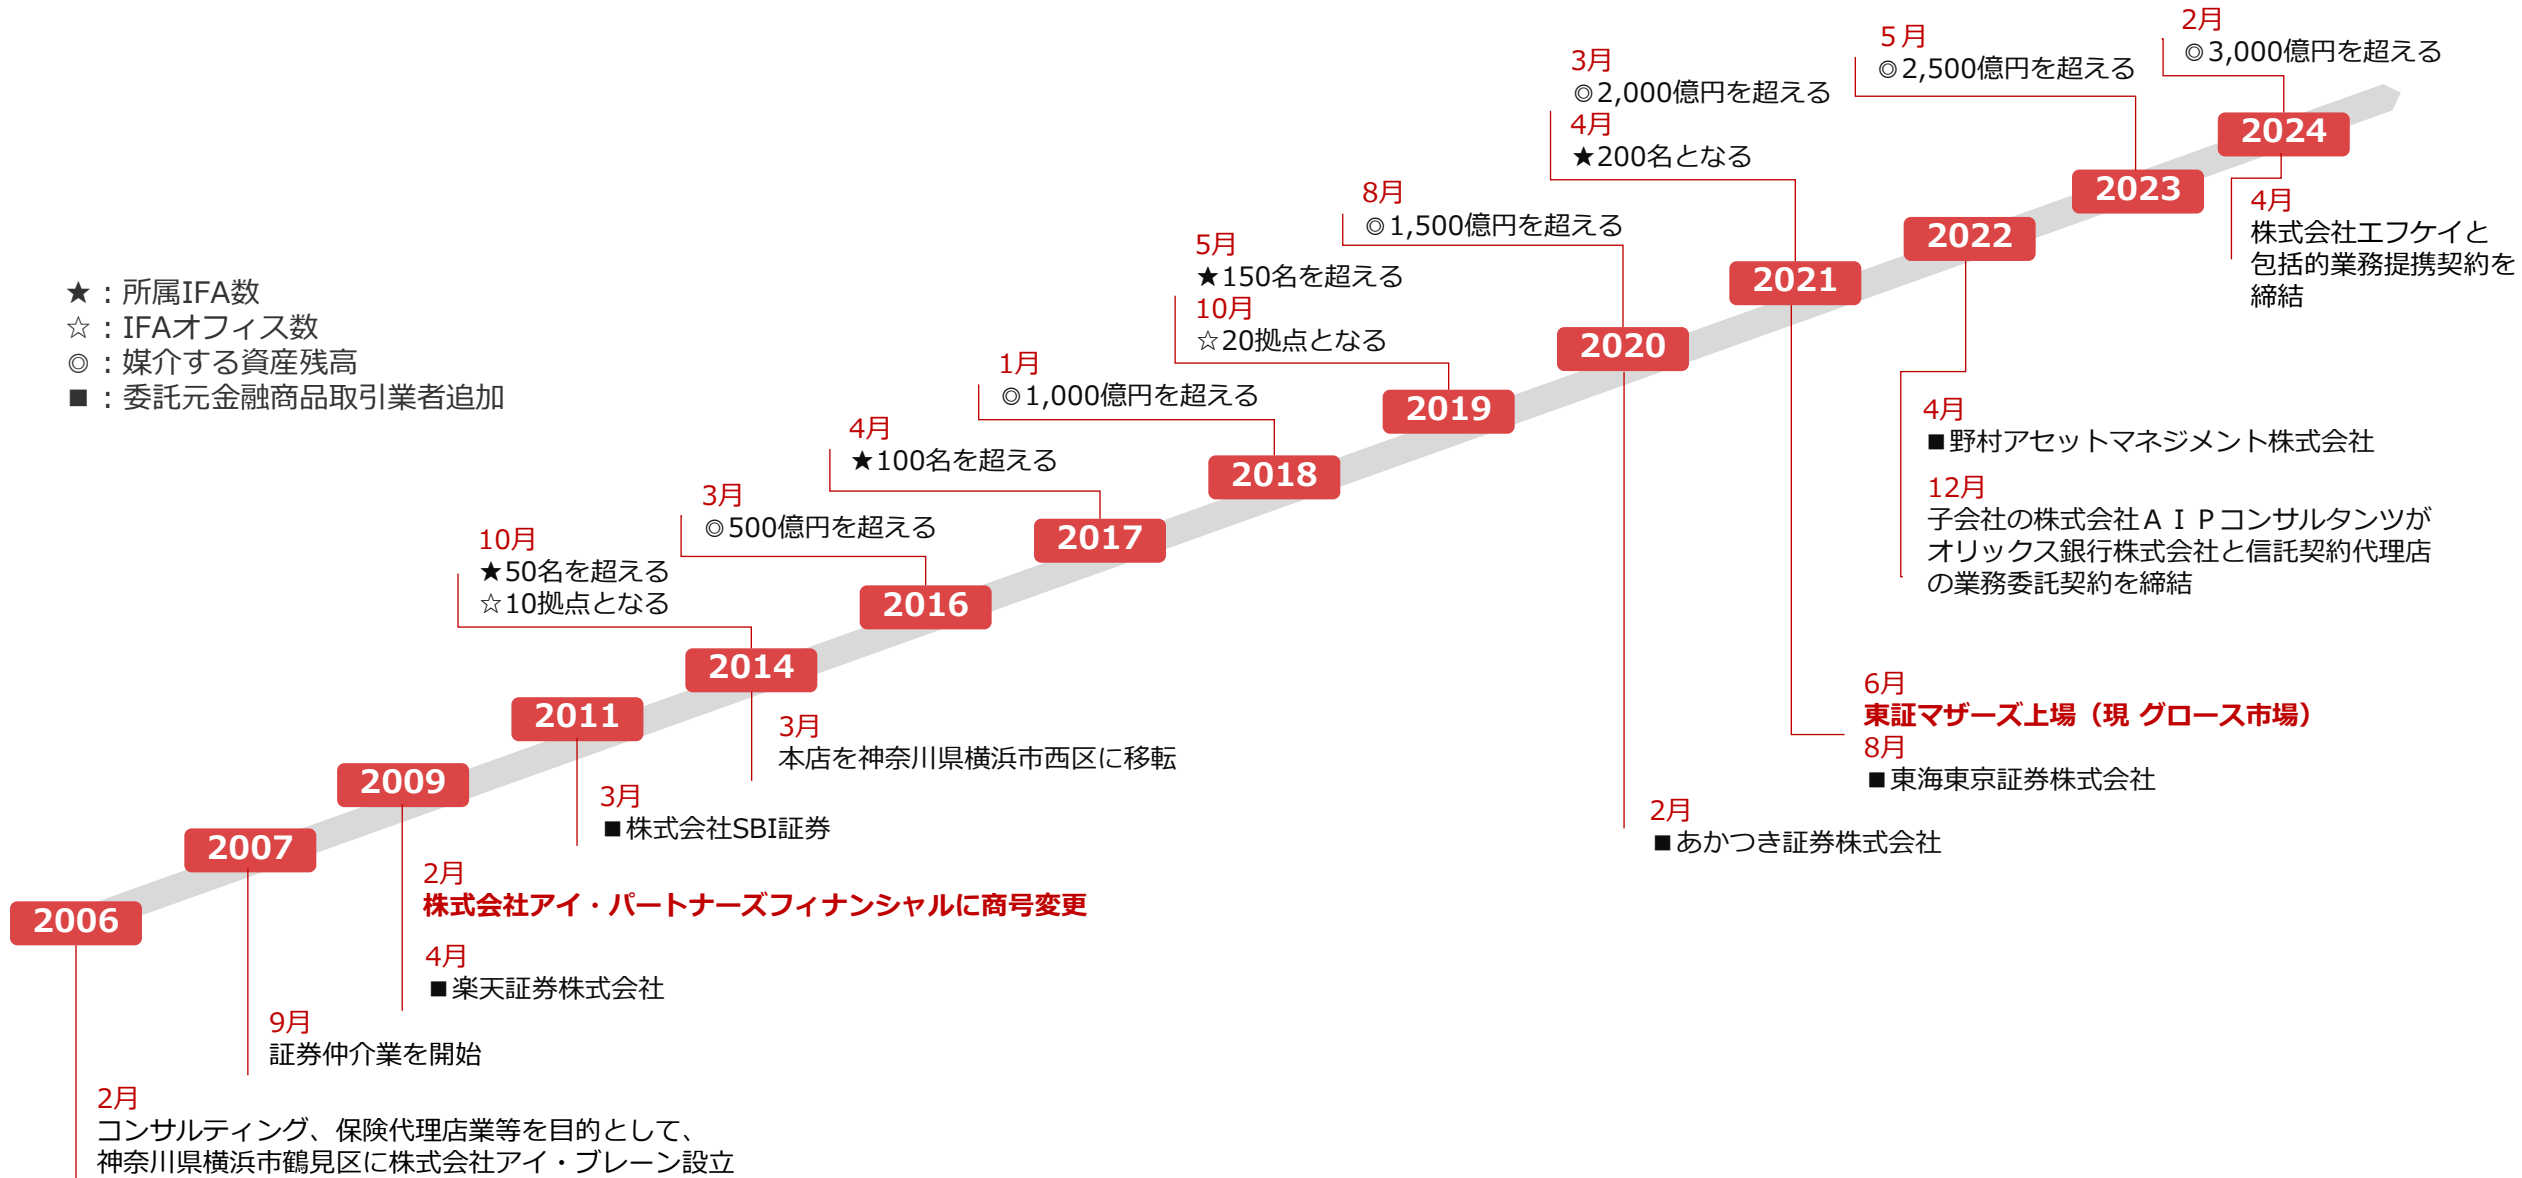 ★：所属IFA数
☆：IFAオフィス数
◎：媒介する資産残高
■：委託元金融商品取引業者追加
2006
2月
コンサルティング、保険代理店業等を目的として、
神奈川県横浜市鶴見区に株式会社アイ・ブレーン設立
2007
9月
証券仲介業を開始
2009
2月
株式会社アイ・パートナーズフィナンシャルに商号変更
4月
■楽天証券株式会社
2011
3月
■株式会社SBI証券
10月
★50名を超える
☆10拠点となる
2014
3月
本店を神奈川県横浜市西区に移転
3月
◎500億円を超える
2016
4月
★100名を超える
2017
1月
◎1,000億円を超える
2018
5月
★150名を超える
10月
☆20拠点となる
2019
8月
◎1,500億円を超える
2020
2月
■あかつき証券株式会社
3月
◎2,000億円を超える
4月
★200名となる
2021
6月
東証マザーズ上場（現 グロース市場）
8月
■東海東京証券株式会社
2022
4月
■野村アセットマネジメント株式会社
12月
子会社の株式会社ＡＩＰコンサルタンツが
オリックス銀行株式会社と信託契約代理店
の業務委託契約を締結
５月
◎2,500億円を超える
2023
2月
◎3,000億円を超える
2024
4月
株式会社エフケイと
包括的業務提携契約を
締結